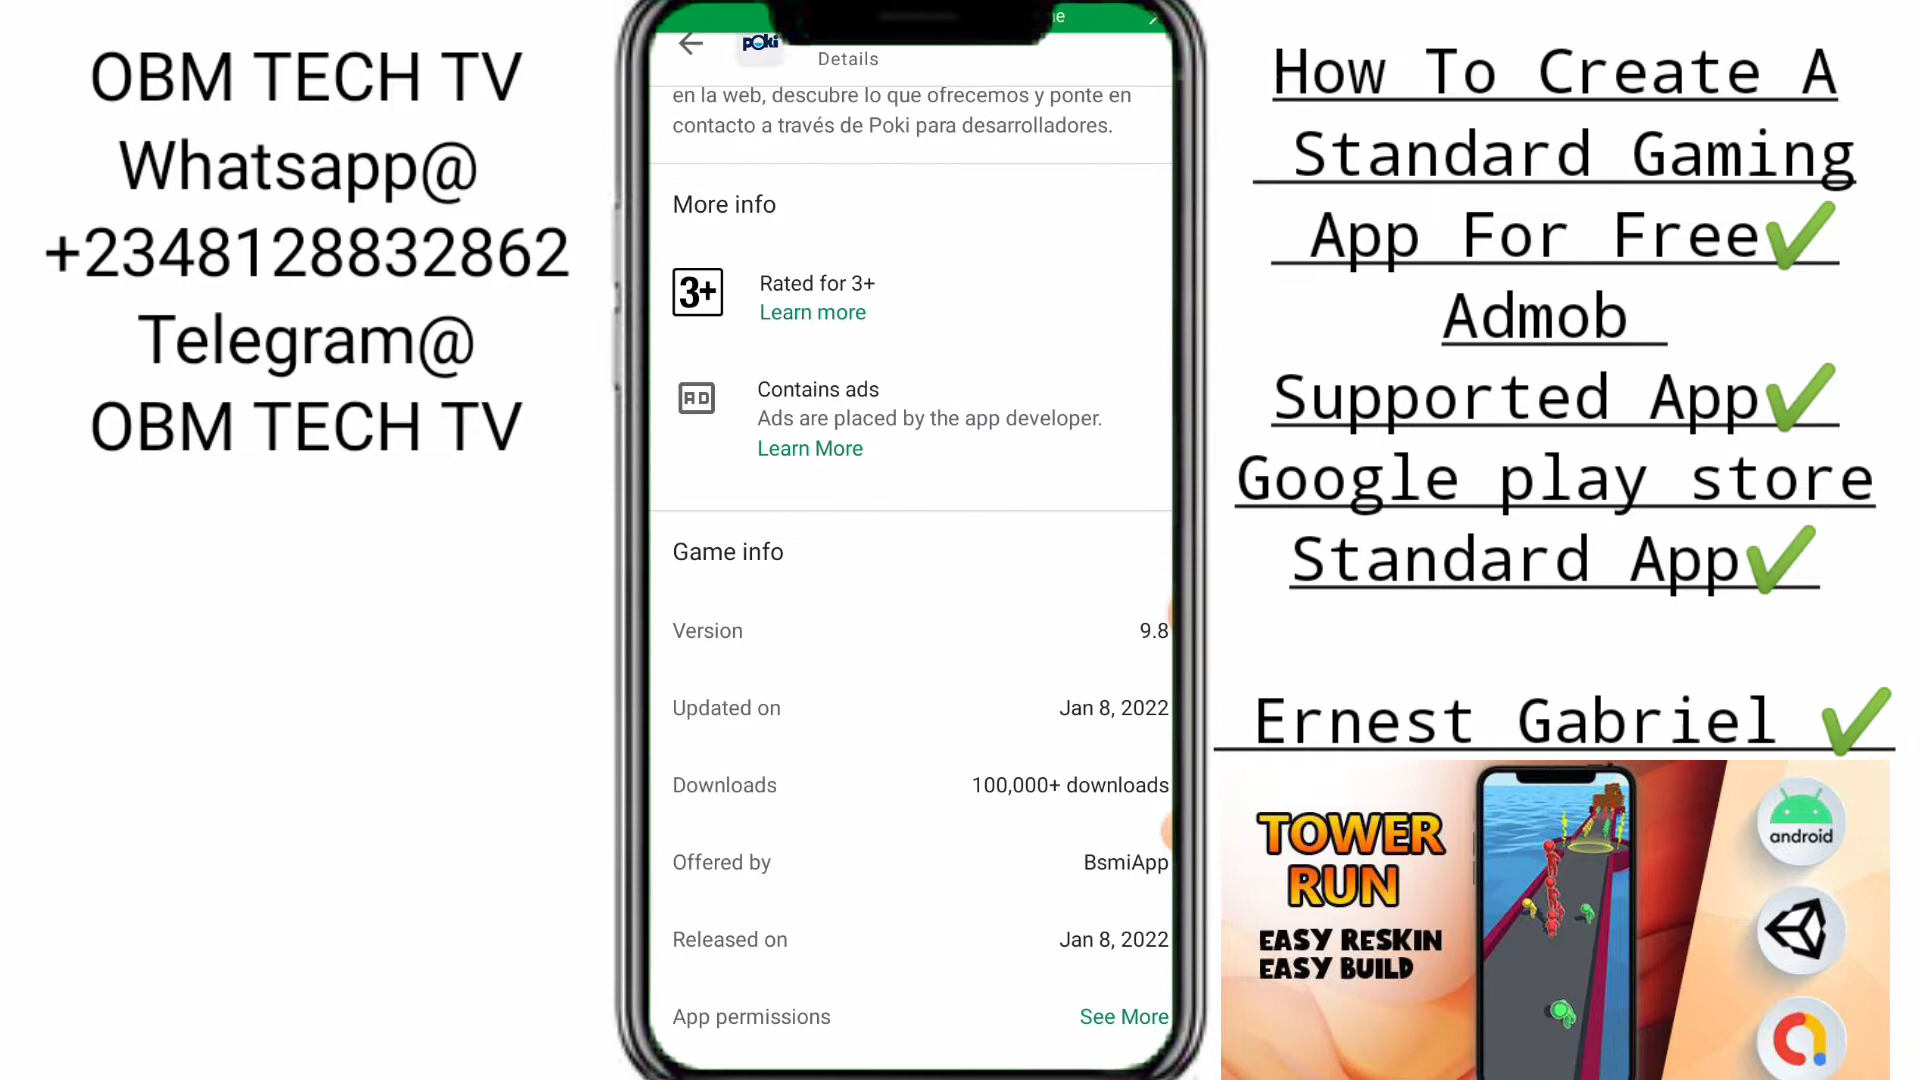 OBM TECH TV
Whatsapp@
+2348128832862
Telegram@
OBM TECH TV
POKi
Details
en la web, descubre lo que ofrecemos y ponte en
contacto a través de Poki para desarrolladores.
More info
3+
Rated for 3+
Learn more
AD
Contains ads
Ads are placed by the app developer.
Learn More
Game info
Version 9.8
Updated on Jan 8, 2022
Downloads 100,000+ downloads
Offered by BsmiApp
Released on Jan 8, 2022
App permissions See More
How To Create A
Standard Gaming
App For Free✔
Admob
Supported App✔
Google play store
Standard App✔
Ernest Gabriel ✔
TOWER
RUN
EASY RESKIN
EASY BUILD
android